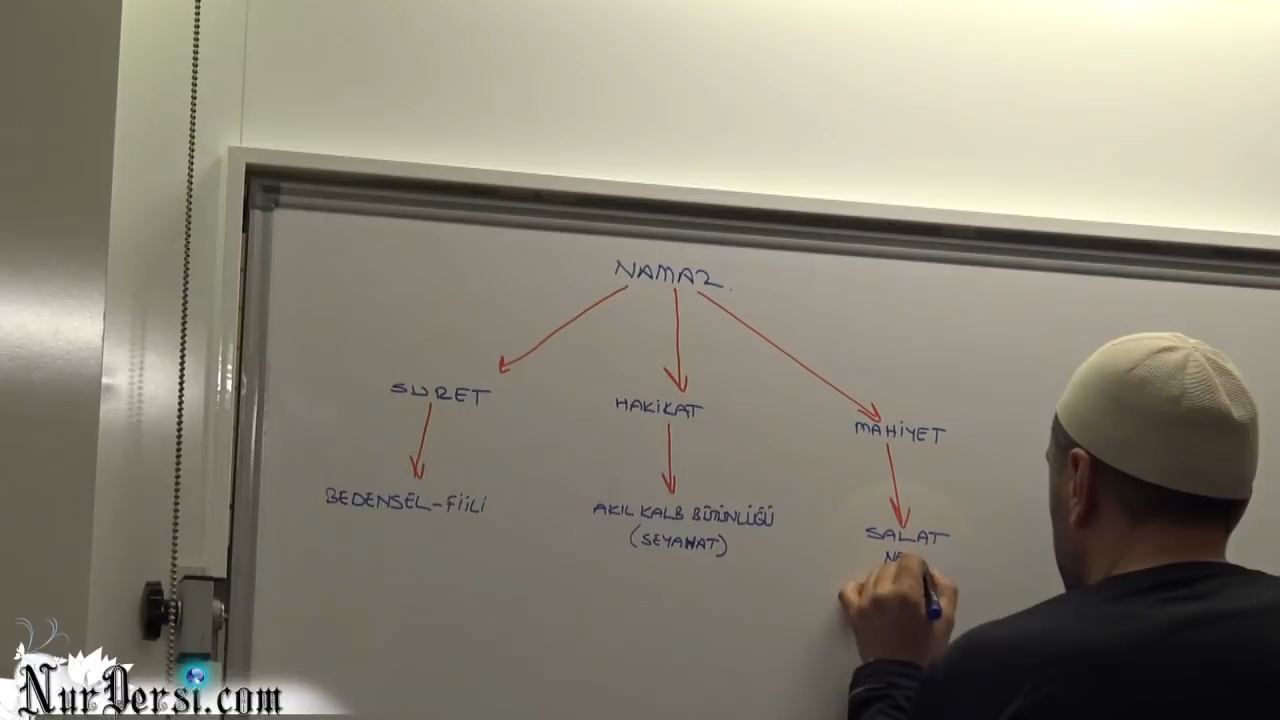 NAMAZ.
SURET
HAKİKAT
MAHİYET
BEDENSEL-FİİLİ
AKIL KALB BÜTÜNLÜĞÜ
(SEYAHAT)
SALAT
NurDersi.com